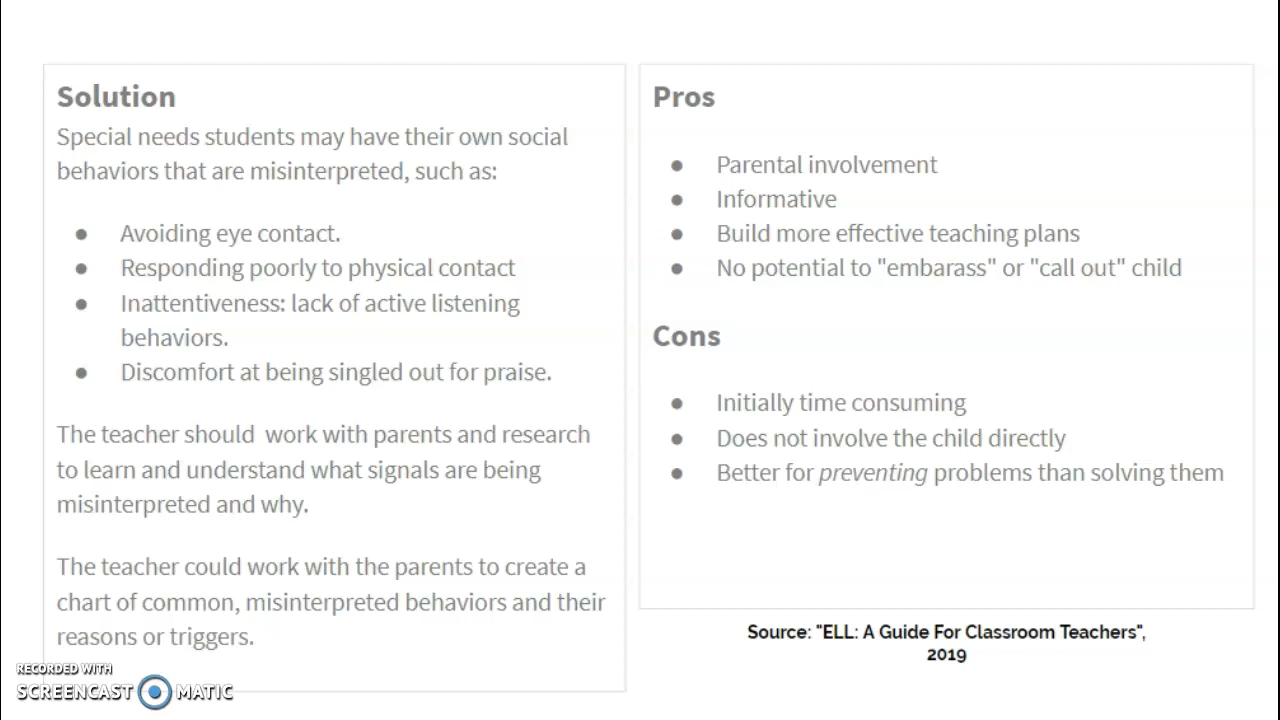 Solution
Special needs students may have their own social
behaviors that are misinterpreted, such as:
● Avoiding eye contact.
● Responding poorly to physical contact
● Inattentiveness: lack of active listening
behaviors.
● Discomfort at being singled out for praise.
The teacher should  work with parents and research
to learn and understand what signals are being
misinterpreted and why.
The teacher could work with the parents to create a
chart of common, misinterpreted behaviors and their
reasons or triggers.
Pros
● Parental involvement
● Informative
● Build more effective teaching plans
● No potential to "embarass" or "call out" child
Cons
● Initially time consuming
● Does not involve the child directly
● Better for preventing problems than solving them
Source: "ELL: A Guide For Classroom Teachers",
2019
RECORDED WITH
SCREENCAST MATIC